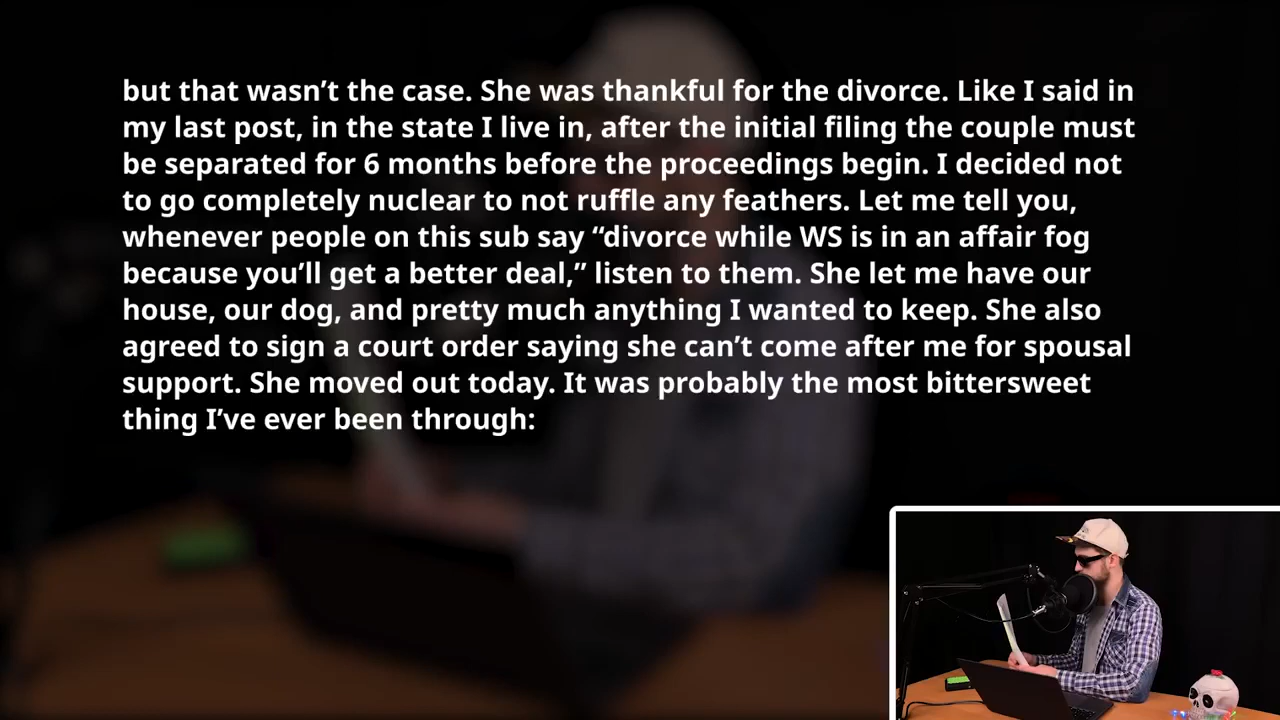 but that wasn’t the case. She was thankful for the divorce. Like I said in
my last post, in the state I live in, after the initial filing the couple must
be separated for 6 months before the proceedings begin. I decided not
to go completely nuclear to not ruffle any feathers. Let me tell you,
whenever people on this sub say “divorce while WS is in an affair fog
because you’ll get a better deal,” listen to them. She let me have our
house, our dog, and pretty much anything I wanted to keep. She also
agreed to sign a court order saying she can’t come after me for spousal
support. She moved out today. It was probably the most bittersweet
thing I’ve ever been through: